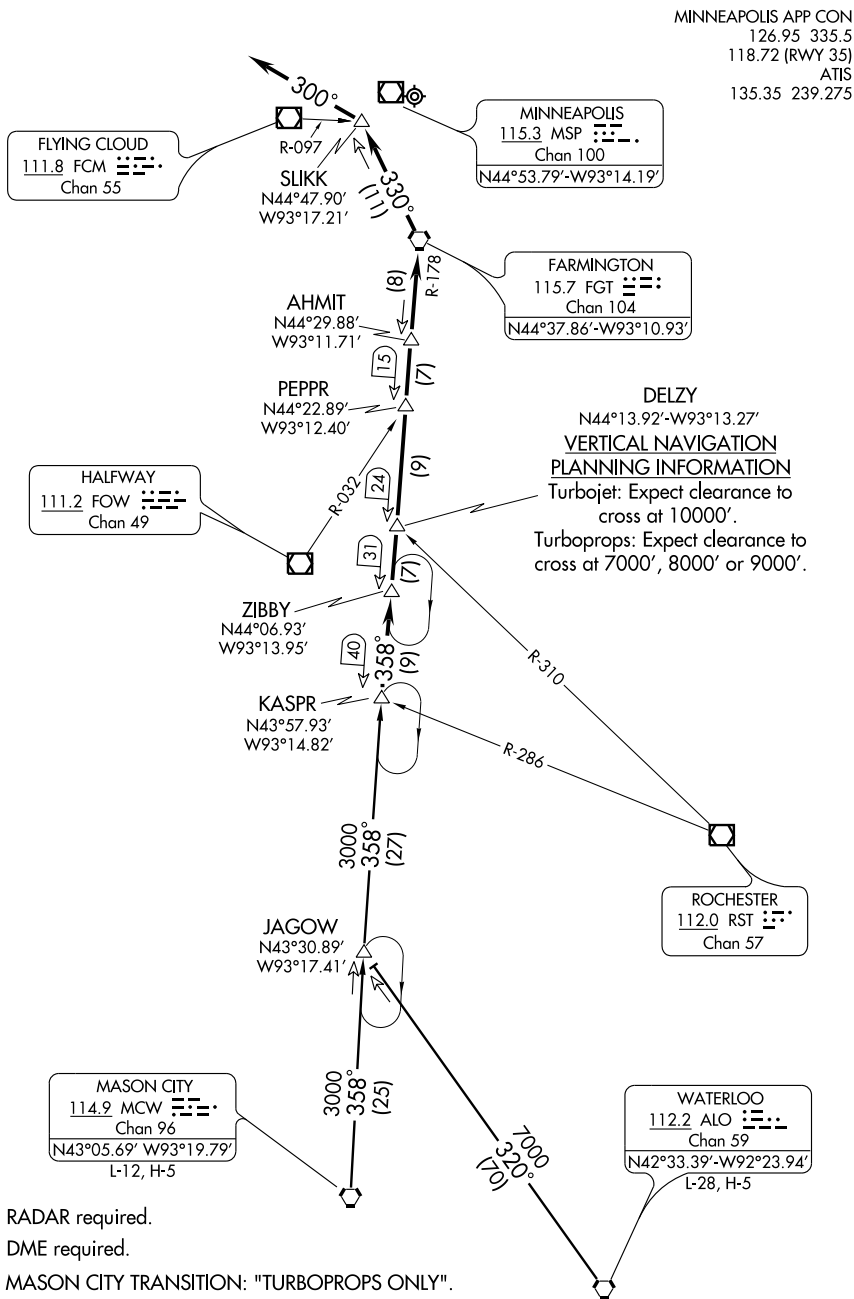 MINNEAPOLIS APP CON
126.95 335.5
118.72 (RWY 35)
ATIS
135.35 239.275
300°
FLYING CLOUD
111.8 FCM
Chan 55
R-097
MINNEAPOLIS
115.3 MSP
Chan 100
N44°53.79′-W93°14.19′
SLIKK
N44°47.90′
W93°17.21′
330°
(11)
FARMINGTON
115.7 FGT
Chan 104
N44°37.86′-W93°10.93′
R-178
(8)
AHMIT
N44°29.88′
W93°11.71′
15
(7)
PEPPR
N44°22.89′
W93°12.40′
DELZY
N44°13.92′-W93°13.27′
VERTICAL NAVIGATION
PLANNING INFORMATION
Turbojet: Expect clearance to
cross at 10000′.
Turboprops: Expect clearance to
cross at 7000′, 8000′ or 9000′.
(9)
24
R-032
HALFWAY
111.2 FOW
Chan 49
31
(7)
ZIBBY
N44°06.93′
W93°13.95′
40
358°
(9)
R-310
KASPR
N43°57.93′
W93°14.82′
R-286
3000
358°
(27)
ROCHESTER
112.0 RST
Chan 57
JAGOW
N43°30.89′
W93°17.41′
3000
358°
(25)
MASON CITY
114.9 MCW
Chan 96
N43°05.69′ W93°19.79′
L-12, H-5
7000
320°
(70)
WATERLOO
112.2 ALO
Chan 59
N42°33.39′-W92°23.94′
L-28, H-5
RADAR required.
DME required.
MASON CITY TRANSITION: "TURBOPROPS ONLY".